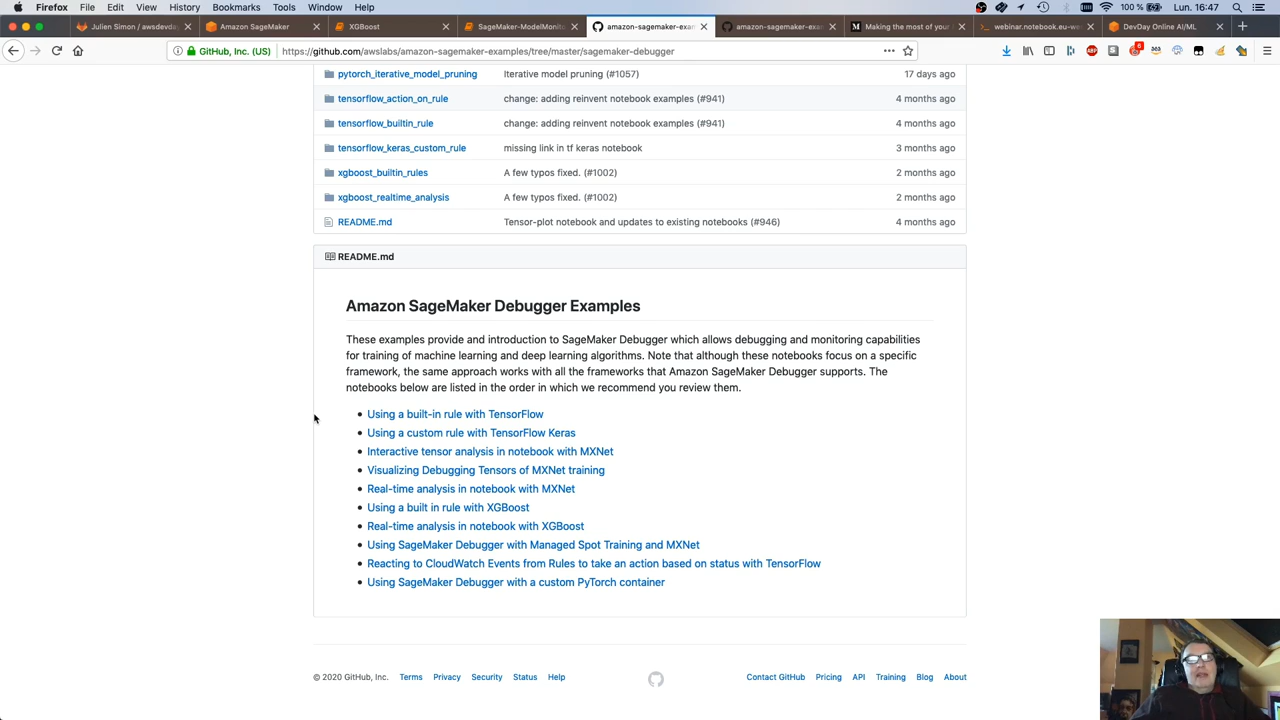 Firefox File Edit View History Bookmarks Tools Window Help 100 % Lun. 16:47
Julien Simon / awsdevda Amazon SageMaker XGBoost SageMaker-ModelMonito amazon-sagemaker-exam amazon-sagemaker-exam Making the most of your webinar.notebook.eu-we DevDay Online AI/ML
GitHub, Inc. (US) https://github.com/awslabs/amazon-sagemaker-examples/tree/master/sagemaker-debugger
pytorch_iterative_model_pruning Iterative model pruning (#1057) 17 days ago
tensorflow_action_on_rule change: adding reinvent notebook examples (#941) 4 months ago
tensorflow_builtin_rule change: adding reinvent notebook examples (#941) 4 months ago
tensorflow_keras_custom_rule missing link in tf keras notebook 3 months ago
xgboost_builtin_rules A few typos fixed. (#1002) 2 months ago
xgboost_realtime_analysis A few typos fixed. (#1002) 2 months ago
README.md Tensor-plot notebook and updates to existing notebooks (#946) 4 months ago
README.md
Amazon SageMaker Debugger Examples
These examples provide and introduction to SageMaker Debugger which allows debugging and monitoring capabilities
for training of machine learning and deep learning algorithms. Note that although these notebooks focus on a specific
framework, the same approach works with all the frameworks that Amazon SageMaker Debugger supports. The
notebooks below are listed in the order in which we recommend you review them.
• Using a built-in rule with TensorFlow
• Using a custom rule with TensorFlow Keras
• Interactive tensor analysis in notebook with MXNet
• Visualizing Debugging Tensors of MXNet training
• Real-time analysis in notebook with MXNet
• Using a built in rule with XGBoost
• Real-time analysis in notebook with XGBoost
• Using SageMaker Debugger with Managed Spot Training and MXNet
• Reacting to CloudWatch Events from Rules to take an action based on status with TensorFlow
• Using SageMaker Debugger with a custom PyTorch container
© 2020 GitHub, Inc. Terms Privacy Security Status Help Contact GitHub Pricing API Training Blog About